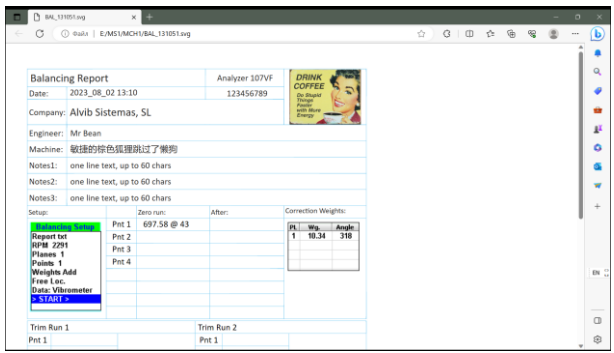 BAL_131051.svg
Файл | E:/MS1/MCH1/BAL_131051.svg
Balancing Report
Analyzer 107VF
DRINK
COFFEE
Do Stupid
Things
Faster
with More
Energy
Date: 2023_08_02 13:10
123456789
Company: Alvib Sistemas, SL
Engineer: Mr Bean
Machine: 敏捷的棕色狐狸跳过了懒狗
Notes1: one line text, up to 60 chars
Notes2: one line text, up to 60 chars
Notes3: one line text, up to 60 chars
Setup: Zero run: After: Correction Weights:
Balancing Setup
Report txt
RPM 2291
Planes 1
Points 1
Weights Add
Free Loc.
Data: Vibrometer
> START >
Pnt 1 697.58 @ 43
Pnt 2
Pnt 3
Pnt 4
PL Wg. Angle
1 10.34 318
EN
Trim Run 1 Trim Run 2
Pnt 1 Pnt 1